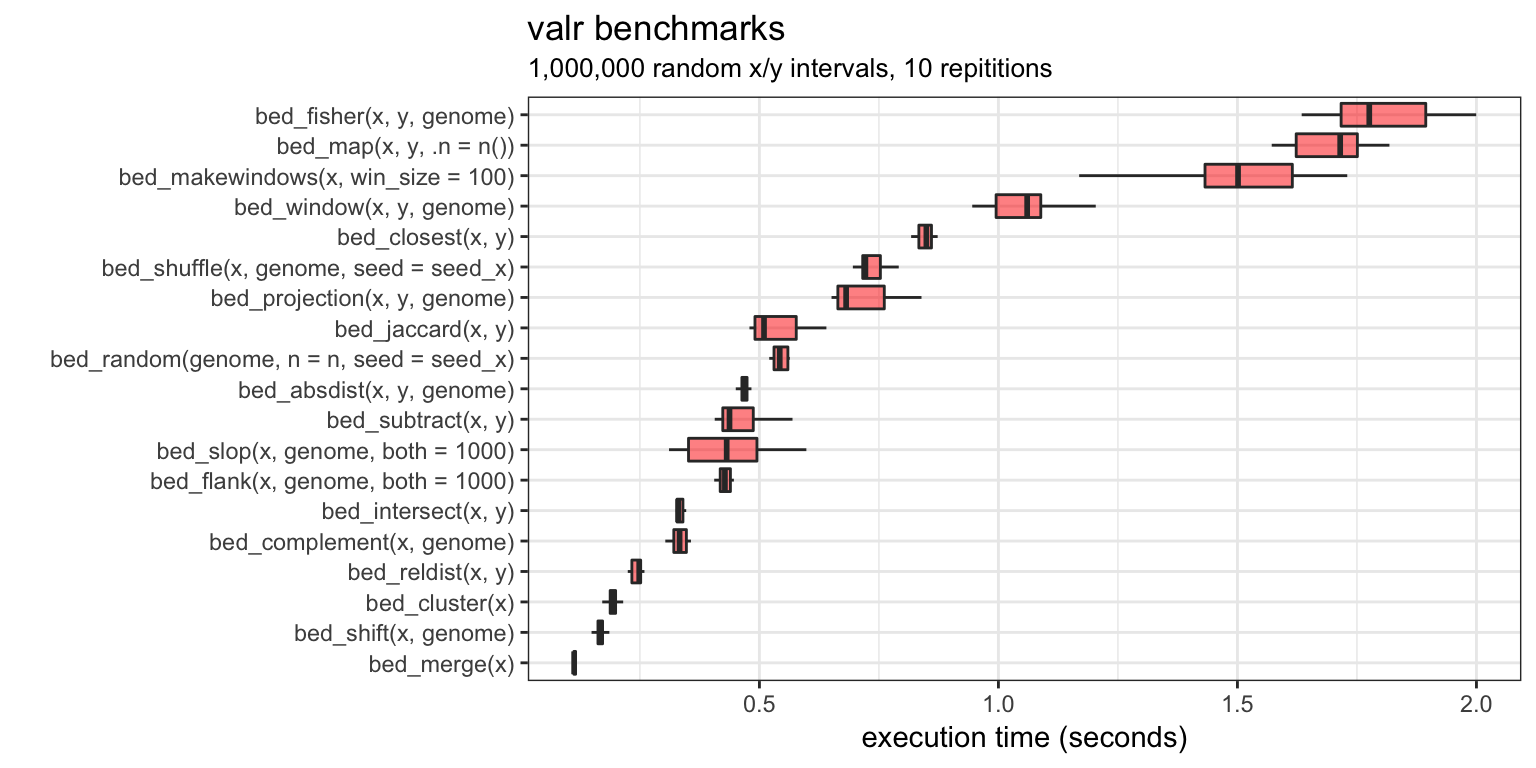 valr benchmarks
1,000,000 random x/y intervals, 10 repititions
bed_fisher(x, y, genome)
bed_map(x, y, .n = n())
bed_makewindows(x, win_size = 100)
bed_window(x, y, genome)
bed_closest(x, y)
bed_shuffle(x, genome, seed = seed_x)
bed_projection(x, y, genome)
bed_jaccard(x, y)
bed_random(genome, n = n, seed = seed_x)
bed_absdist(x, y, genome)
bed_subtract(x, y)
bed_slop(x, genome, both = 1000)
bed_flank(x, genome, both = 1000)
bed_intersect(x, y)
bed_complement(x, genome)
bed_reldist(x, y)
bed_cluster(x)
bed_shift(x, genome)
bed_merge(x)
0.5 1.0 1.5 2.0
execution time (seconds)